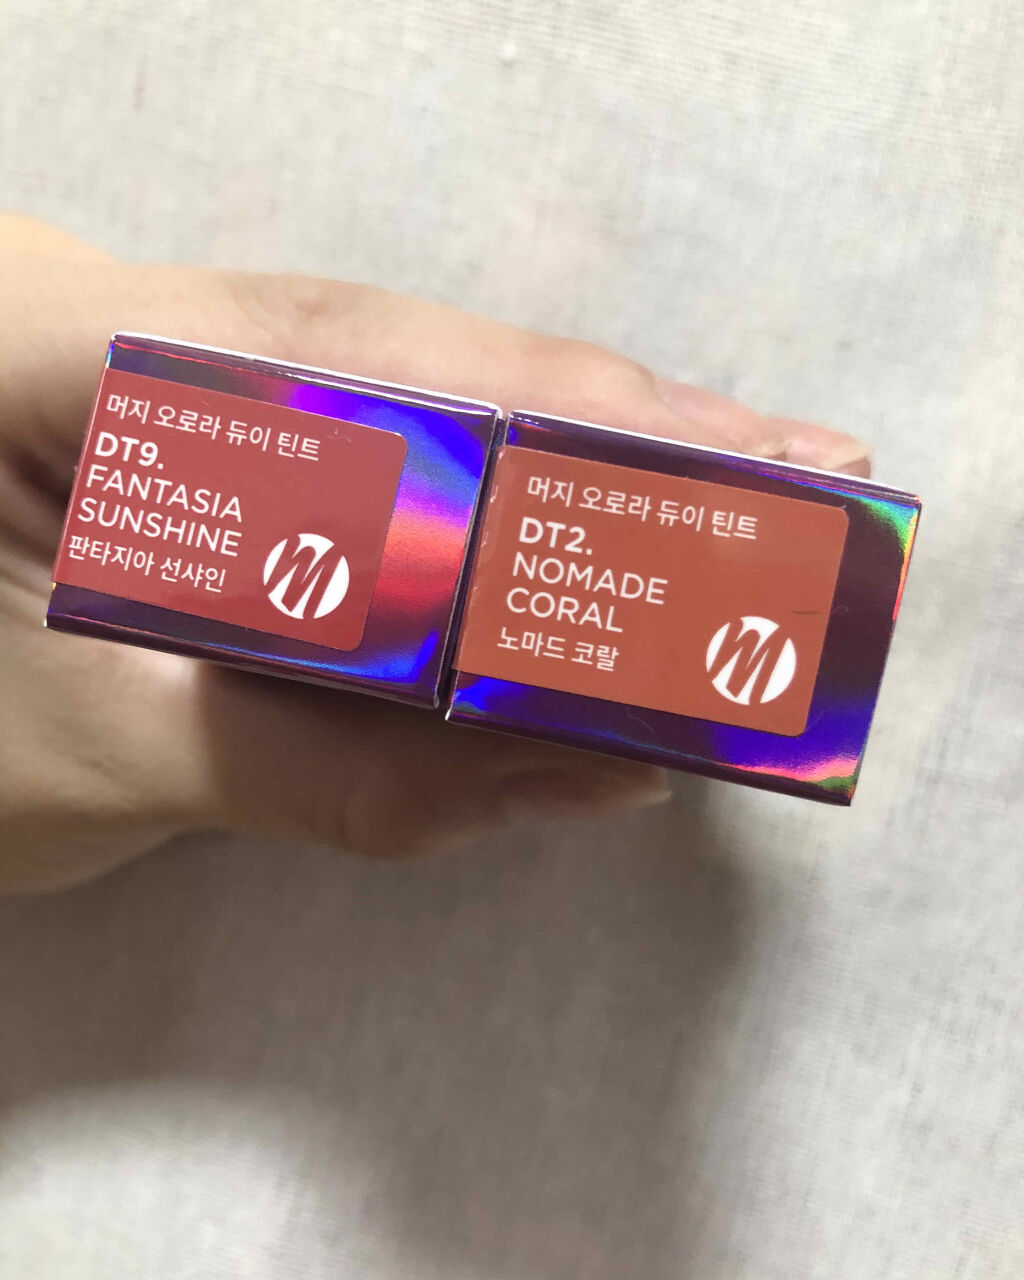 머지 오로라 듀이 틴트
DT9.
FANTASIA
SUNSHINE
판타지아 선샤인
M
머지 오로라 듀이 틴트
DT2.
NOMADE
CORAL
노마드 코랄
M